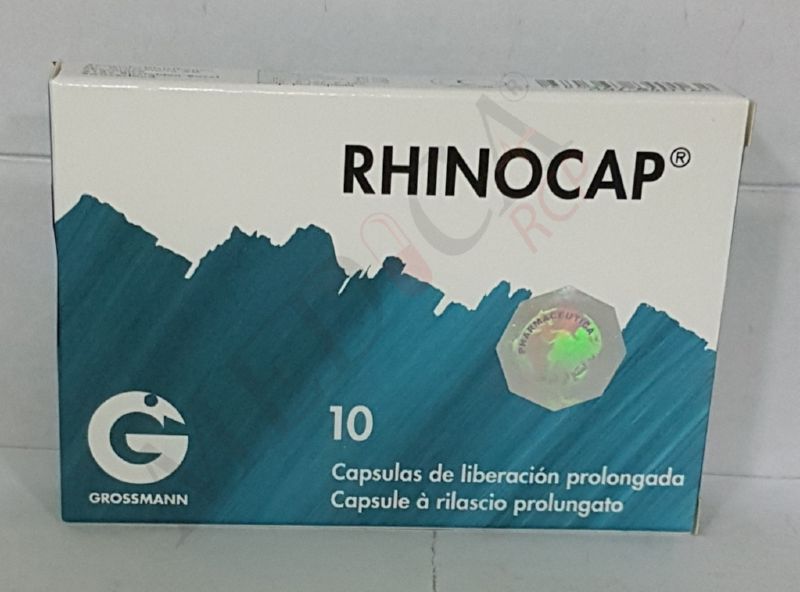 RHINOCAP®
PHARMACEUTICA
10
Capsulas de liberación prolongada
Capsule à rilascio prolungato
G
GROSSMANN